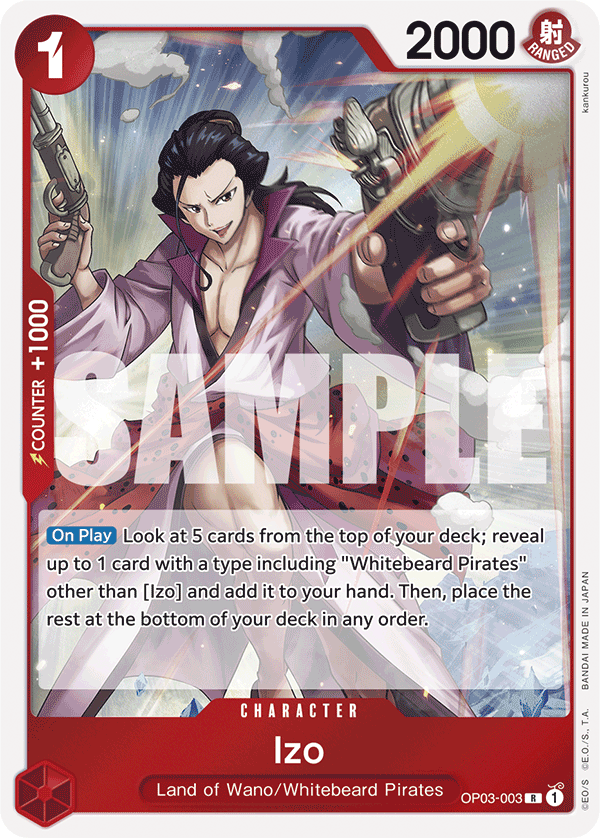 1
2000
射
RANGED
kankurou
COUNTER +1000
SAMPLE
On Play Look at 5 cards from the top of your deck; reveal
up to 1 card with a type including "Whitebeard Pirates"
other than [Izo] and add it to your hand. Then, place the
rest at the bottom of your deck in any order.
CHARACTER
Izo
Land of Wano/Whitebeard Pirates
OP03-003 R 1
©EO/S ©E.O./S., T.A. BANDAI MADE IN JAPAN